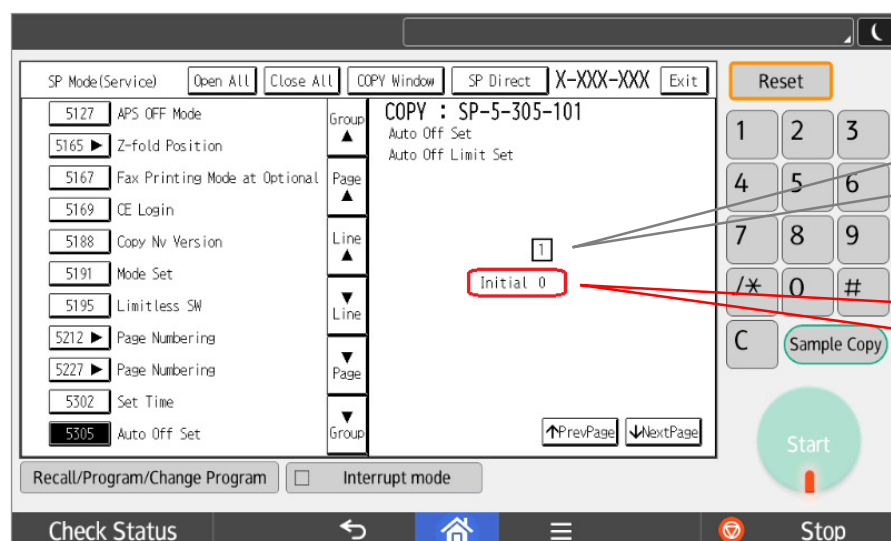 SP Mode(Service) Open All Close All COPY Window SP Direct X-XXX-XXX Exit
5127 APS OFF Mode
5165 ▶ Z-fold Position
5167 Fax Printing Mode at Optional
5169 CE Login
5188 Copy Nv Version
5191 Mode Set
5195 Limitless SW
5212 ▶ Page Numbering
5227 ▶ Page Numbering
5302 Set Time
5305 Auto Off Set
Group ▲
Page ▲
Line ▲
▼ Line
▼ Page
▼ Group
COPY : SP-5-305-101
Auto Off Set
Auto Off Limit Set
1
Initial 0
↑PrevPage ↓NextPage
Reset
1 2 3
4 5 6
7 8 9
/* 0 #
C Sample Copy
Start
Recall/Program/Change Program Interrupt mode
Check Status Stop